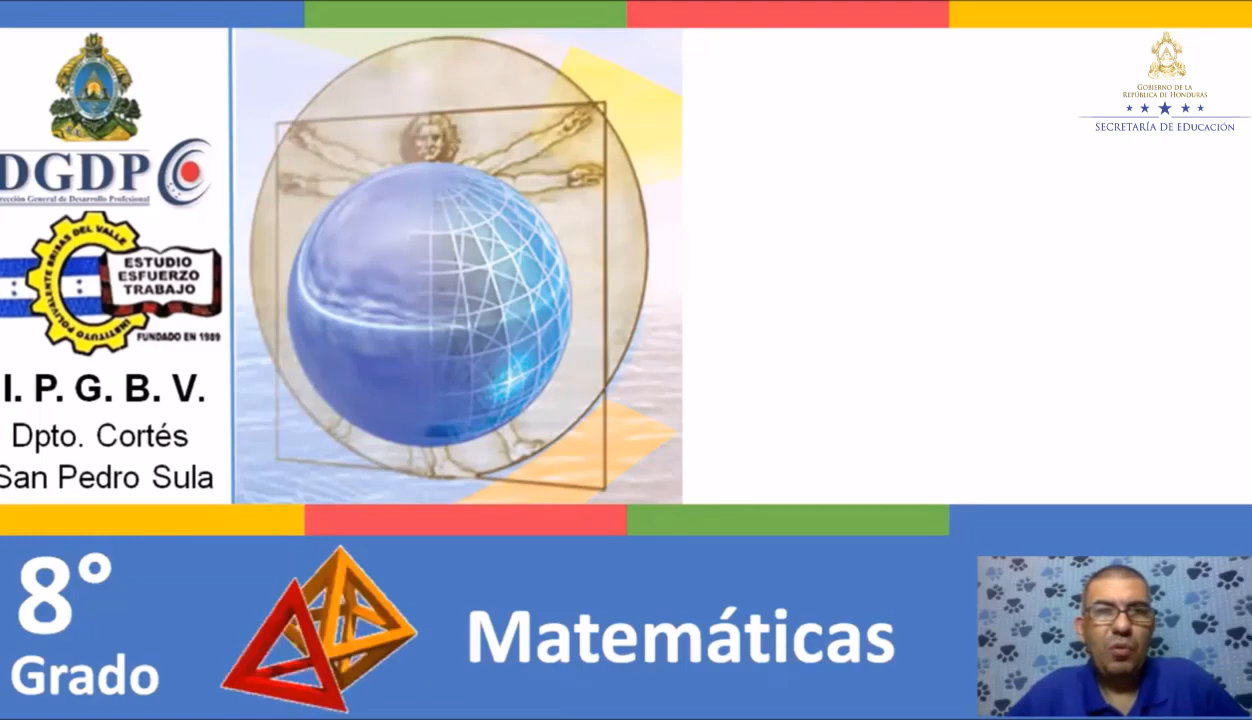 DGDP
Dirección General de Desarrollo Profesional
INSTITUTO POLIVALENTE BRISAS DEL VALLE
ESTUDIO
ESFUERZO
TRABAJO
FUNDADO EN 1989
I. P. G. B. V.
Dpto. Cortés
San Pedro Sula
GOBIERNO DE LA
REPÚBLICA DE HONDURAS
SECRETARÍA DE EDUCACIÓN
8°
Grado
Matemáticas